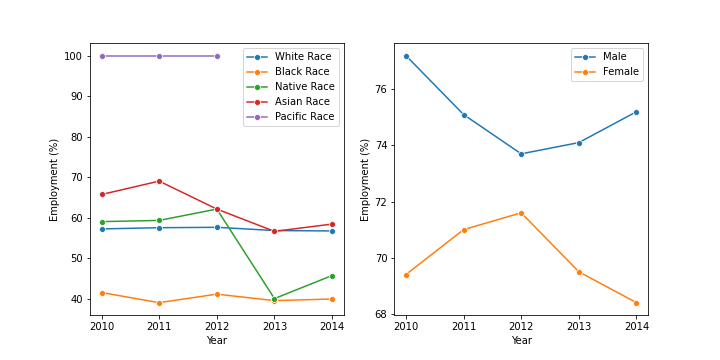 100
90
80
70
60
50
40
Employment (%)
2010 2011 2012 2013 2014
Year
White Race
Black Race
Native Race
Asian Race
Pacific Race
76
74
72
70
68
Employment (%)
2010 2011 2012 2013 2014
Year
Male
Female